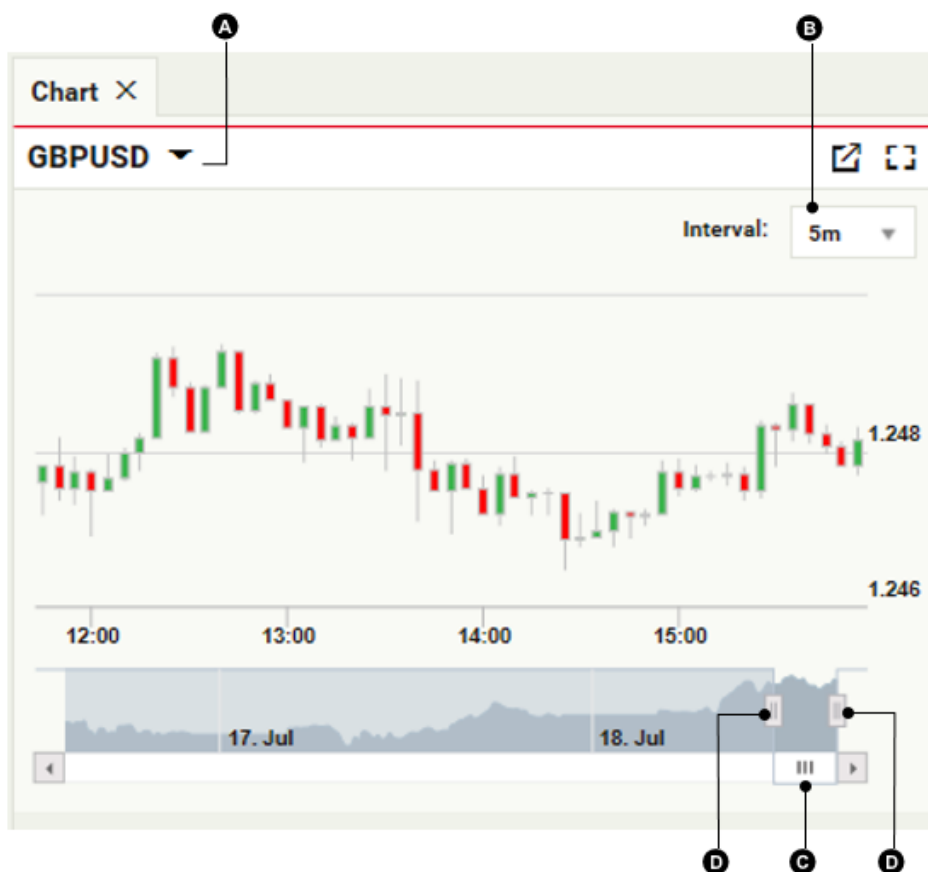 A
B
Chart
GBPUSD
Interval:
5m
1.248
1.246
12:00
13:00
14:00
15:00
17. Jul
18. Jul
D
C
D